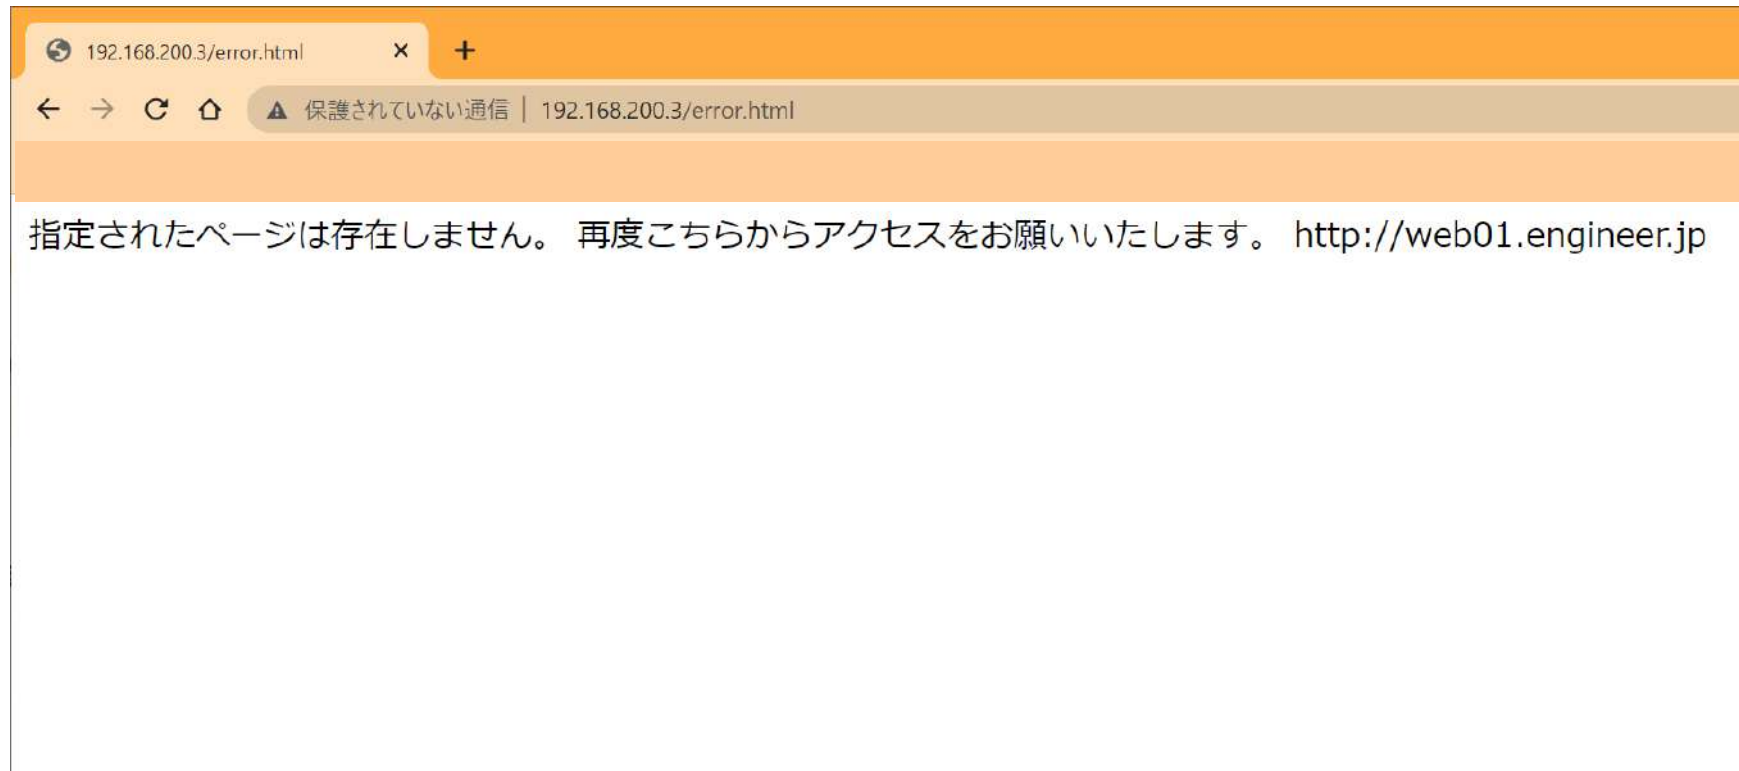 192.168.200.3/error.html
保護されていない通信 192.168.200.3/error.html
指定されたページは存在しません。 再度こちらからアクセスをお願いいたします。 http://web01.engineer.jp